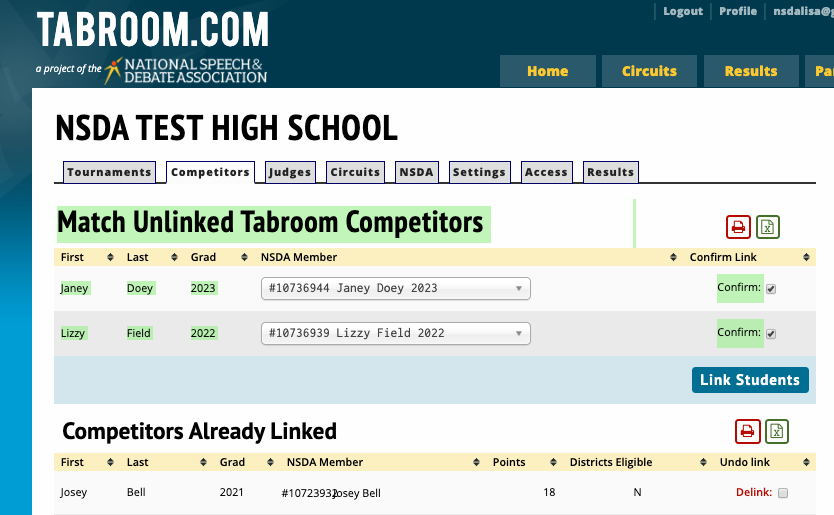 TABROOM.COM
a project of the NATIONAL SPEECH &
DEBATE ASSOCIATION
Logout Profile nsdalisa@
Home Circuits Results Pa
NSDA TEST HIGH SCHOOL
Tournaments Competitors Judges Circuits NSDA Settings Access Results
Match Unlinked Tabroom Competitors
First Last Grad NSDA Member Confirm Link
Janey Doey 2023 #10736944 Janey Doey 2023 Confirm:
Lizzy Field 2022 #10736939 Lizzy Field 2022 Confirm:
Link Students
Competitors Already Linked
First Last Grad NSDA Member Points Districts Eligible Undo link
Josey Bell 2021 Josey Bell 18 N Delink: